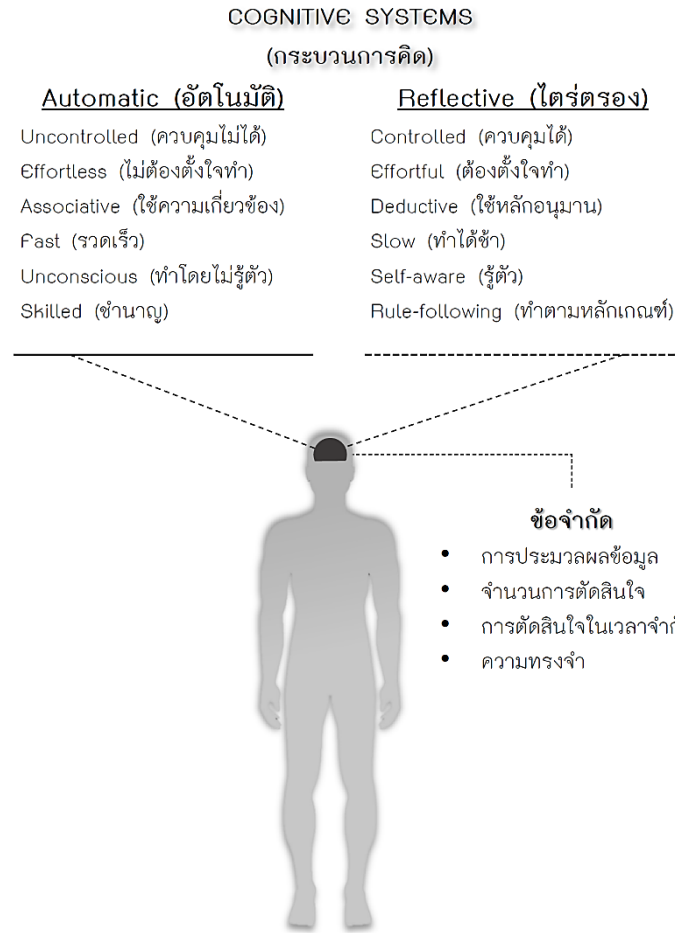 COGNITIVE SYSTEMS
(กระบวนการคิด)
Automatic (อัตโนมัติ)
Uncontrolled (ควบคุมไม่ได้)
Effortless (ไม่ต้องตั้งใจทำ)
Associative (ใช้ความเกี่ยวข้อง)
Fast (รวดเร็ว)
Unconscious (ทำโดยไม่รู้ตัว)
Skilled (ชำนาญ)
Reflective (ไตร่ตรอง)
Controlled (ควบคุมได้)
Effortful (ต้องตั้งใจทำ)
Deductive (ใช้หลักอนุมาน)
Slow (ทำได้ช้า)
Self-aware (รู้ตัว)
Rule-following (ทำตามหลักเกณฑ์)
ข้อจำกัด
• การประมวลผลข้อมูล
• จำนวนการตัดสินใจ
• การตัดสินใจในเวลา
• ความทรงจำ